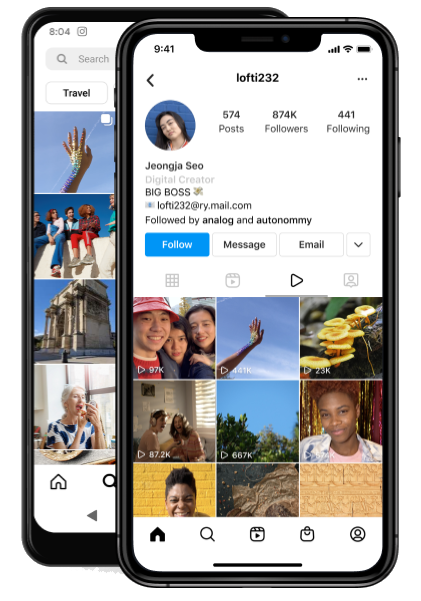 8:04
Search
Travel
9:41
lofti232
574
Posts
874K
Followers
441
Following
Jeongja Seo
Digital Creator
BIG BOSS
lofti232@ry.mail.com
Followed by analog and autonommy
Follow
Message
Email
97K
441K
23K
87.2K
667K